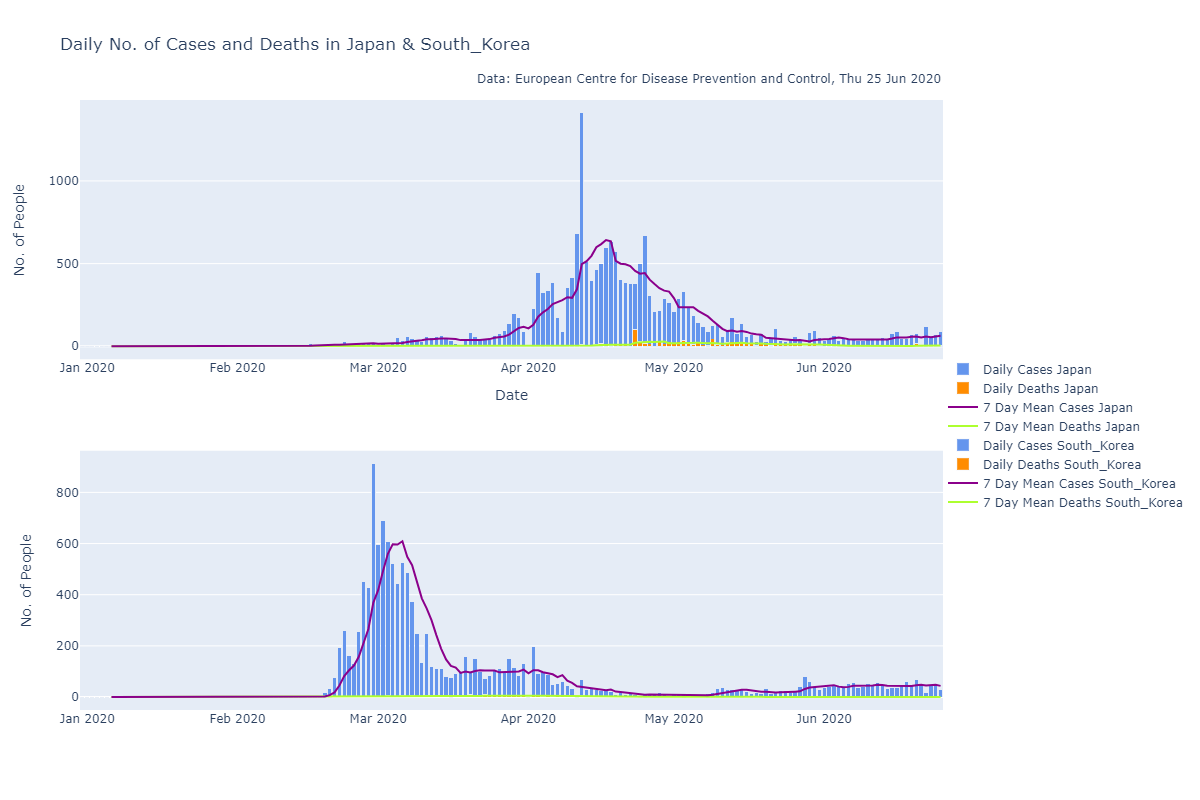 Daily No. of Cases and Deaths in Japan & South_Korea
Data: European Centre for Disease Prevention and Control, Thu 25 Jun 2020
No. of People
1000
500
0
Jan 2020 Feb 2020 Mar 2020 Apr 2020 May 2020 Jun 2020
Date
Daily Cases Japan
Daily Deaths Japan
7 Day Mean Cases Japan
7 Day Mean Deaths Japan
Daily Cases South_Korea
Daily Deaths South_Korea
7 Day Mean Cases South_Korea
7 Day Mean Deaths South_Korea
No. of People
800
600
400
200
0
Jan 2020 Feb 2020 Mar 2020 Apr 2020 May 2020 Jun 2020